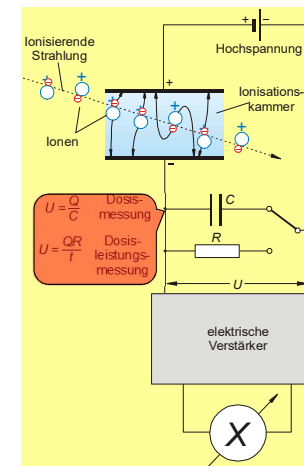 + -
Ionisierende
Strahlung
Hochspannung
+
Ionisations-
kammer
Ionen
-
U = Q/C Dosis-
messung
U = QR/t Dosis-
leistungs-
messung
C
R
U
elektrische
Verstärker
X